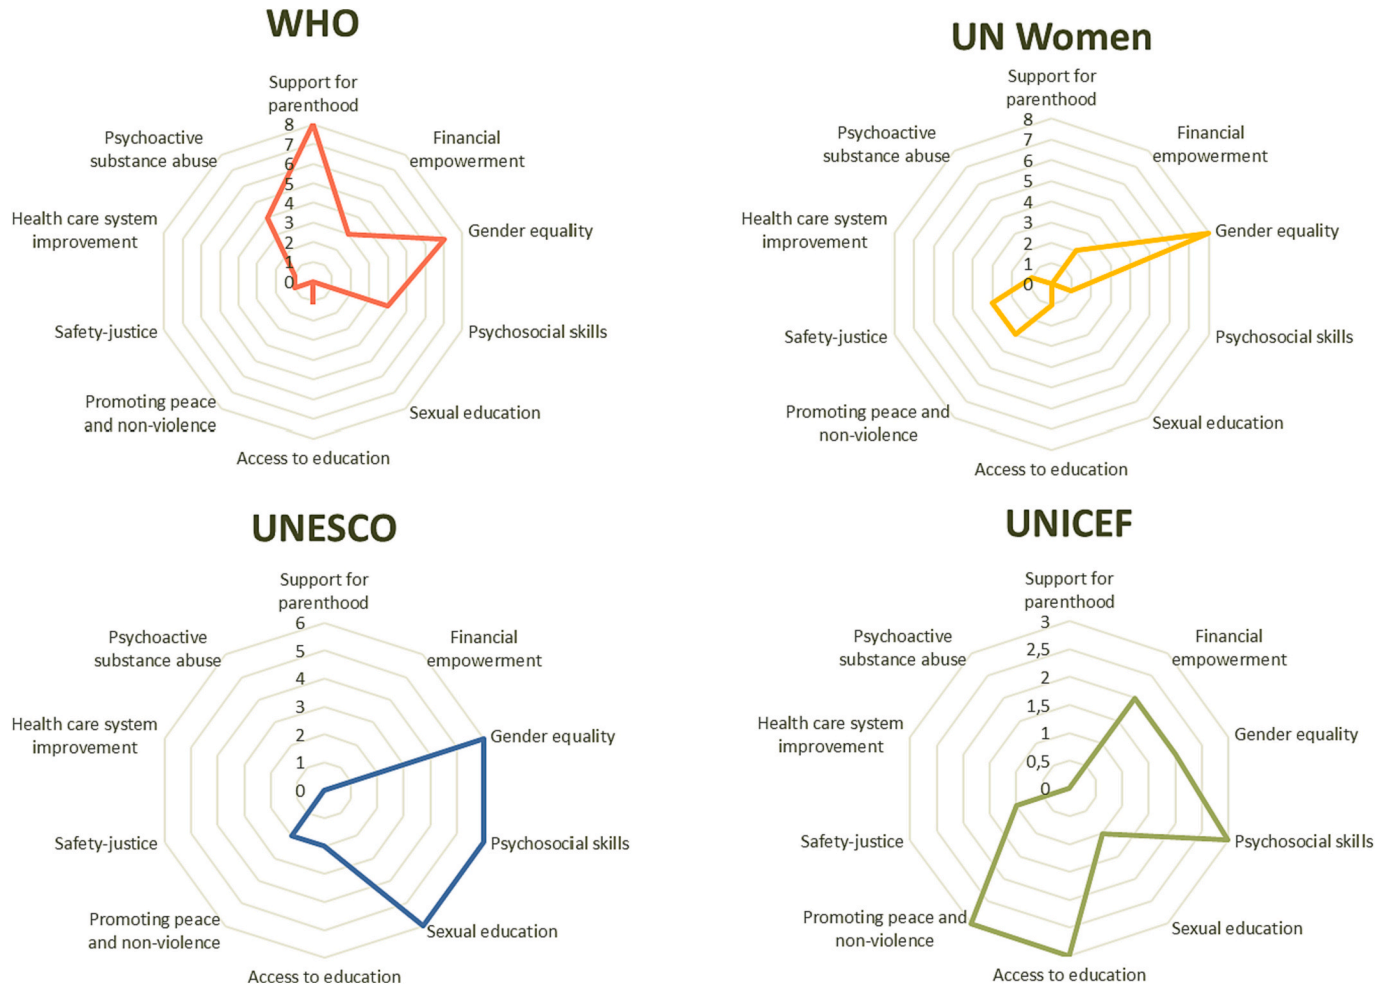 WHO
Support for
parenthood
Psychoactive
substance abuse
Financial
empowerment
8
7
6
5
4
3
2
1
0
Health care system
improvement
Gender equality
Safety-justice
Psychosocial skills
Promoting peace
and non-violence
Sexual education
Access to education
UN Women
Support for
parenthood
Psychoactive
substance abuse
Financial
empowerment
8
7
6
5
4
3
2
1
0
Health care system
improvement
Gender equality
Safety-justice
Psychosocial skills
Promoting peace and
non-violence
Sexual education
Access to education
UNESCO
Support for
parenthood
Psychoactive
substance abuse
Financial
empowerment
6
5
4
3
2
1
0
Health care system
improvement
Gender equality
Safety-justice
Psychosocial skills
Promoting peace
and non-violence
Sexual education
Access to education
UNICEF
Support for
parenthood
Psychoactive
substance abuse
Financial
empowerment
3
2,5
2
1,5
1
0,5
0
Health care system
improvement
Gender equality
Safety-justice
Psychosocial skills
Promoting peace and
non-violence
Sexual education
Access to education